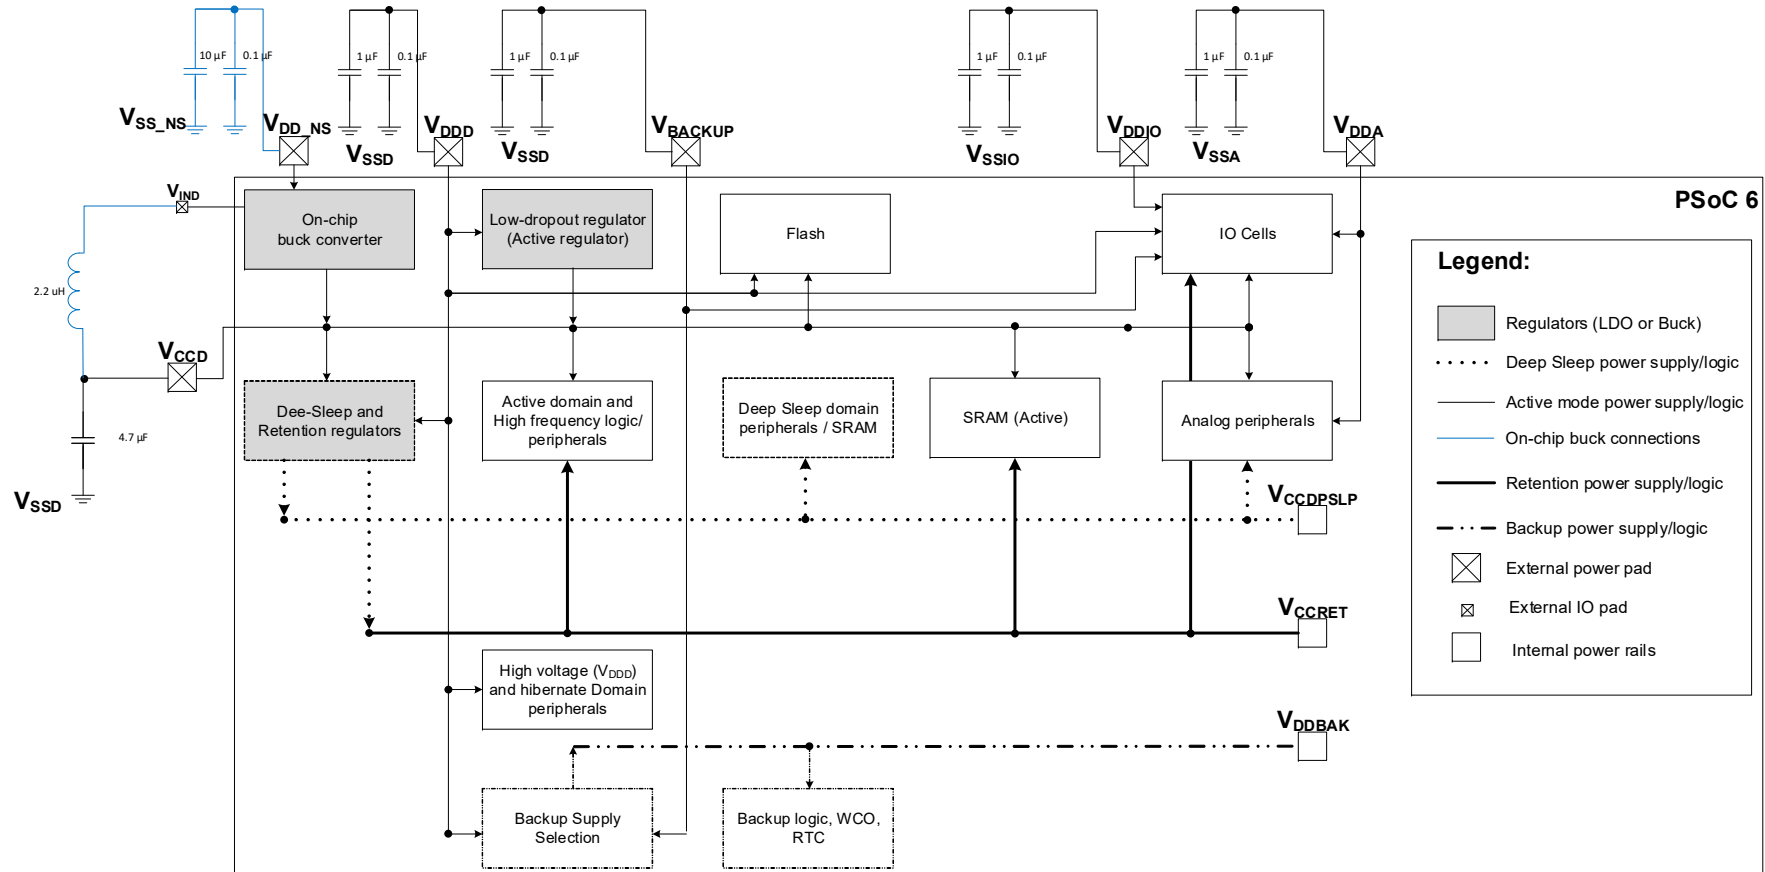 10 µF
0.1 µF
1 µF
0.1 µF
1 µF
0.1 µF
1 µF
0.1 µF
1 µF
0.1 µF
VSS_NS
VDD_NS
VSSD
VDDD
VSSD
VBACKUP
VSSIO
VDDIO
VSSA
VDDA
PSoC 6
VIND
On-chip
buck converter
Low-dropout regulator
(Active regulator)
Flash
IO Cells
2.2 uH
VCCD
4.7 µF
VSSD
Dee-Sleep and
Retention regulators
Active domain and
High frequency logic/
peripherals
Deep Sleep domain
peripherals / SRAM
SRAM (Active)
Analog peripherals
VCCDPSLP
VCCRET
High voltage (VDDD)
and hibernate Domain
peripherals
VDDBAK
Backup Supply
Selection
Backup logic, WCO,
RTC
Legend:
Regulators (LDO or Buck)
Deep Sleep power supply/logic
Active mode power supply/logic
On-chip buck connections
Retention power supply/logic
Backup power supply/logic
External power pad
External IO pad
Internal power rails